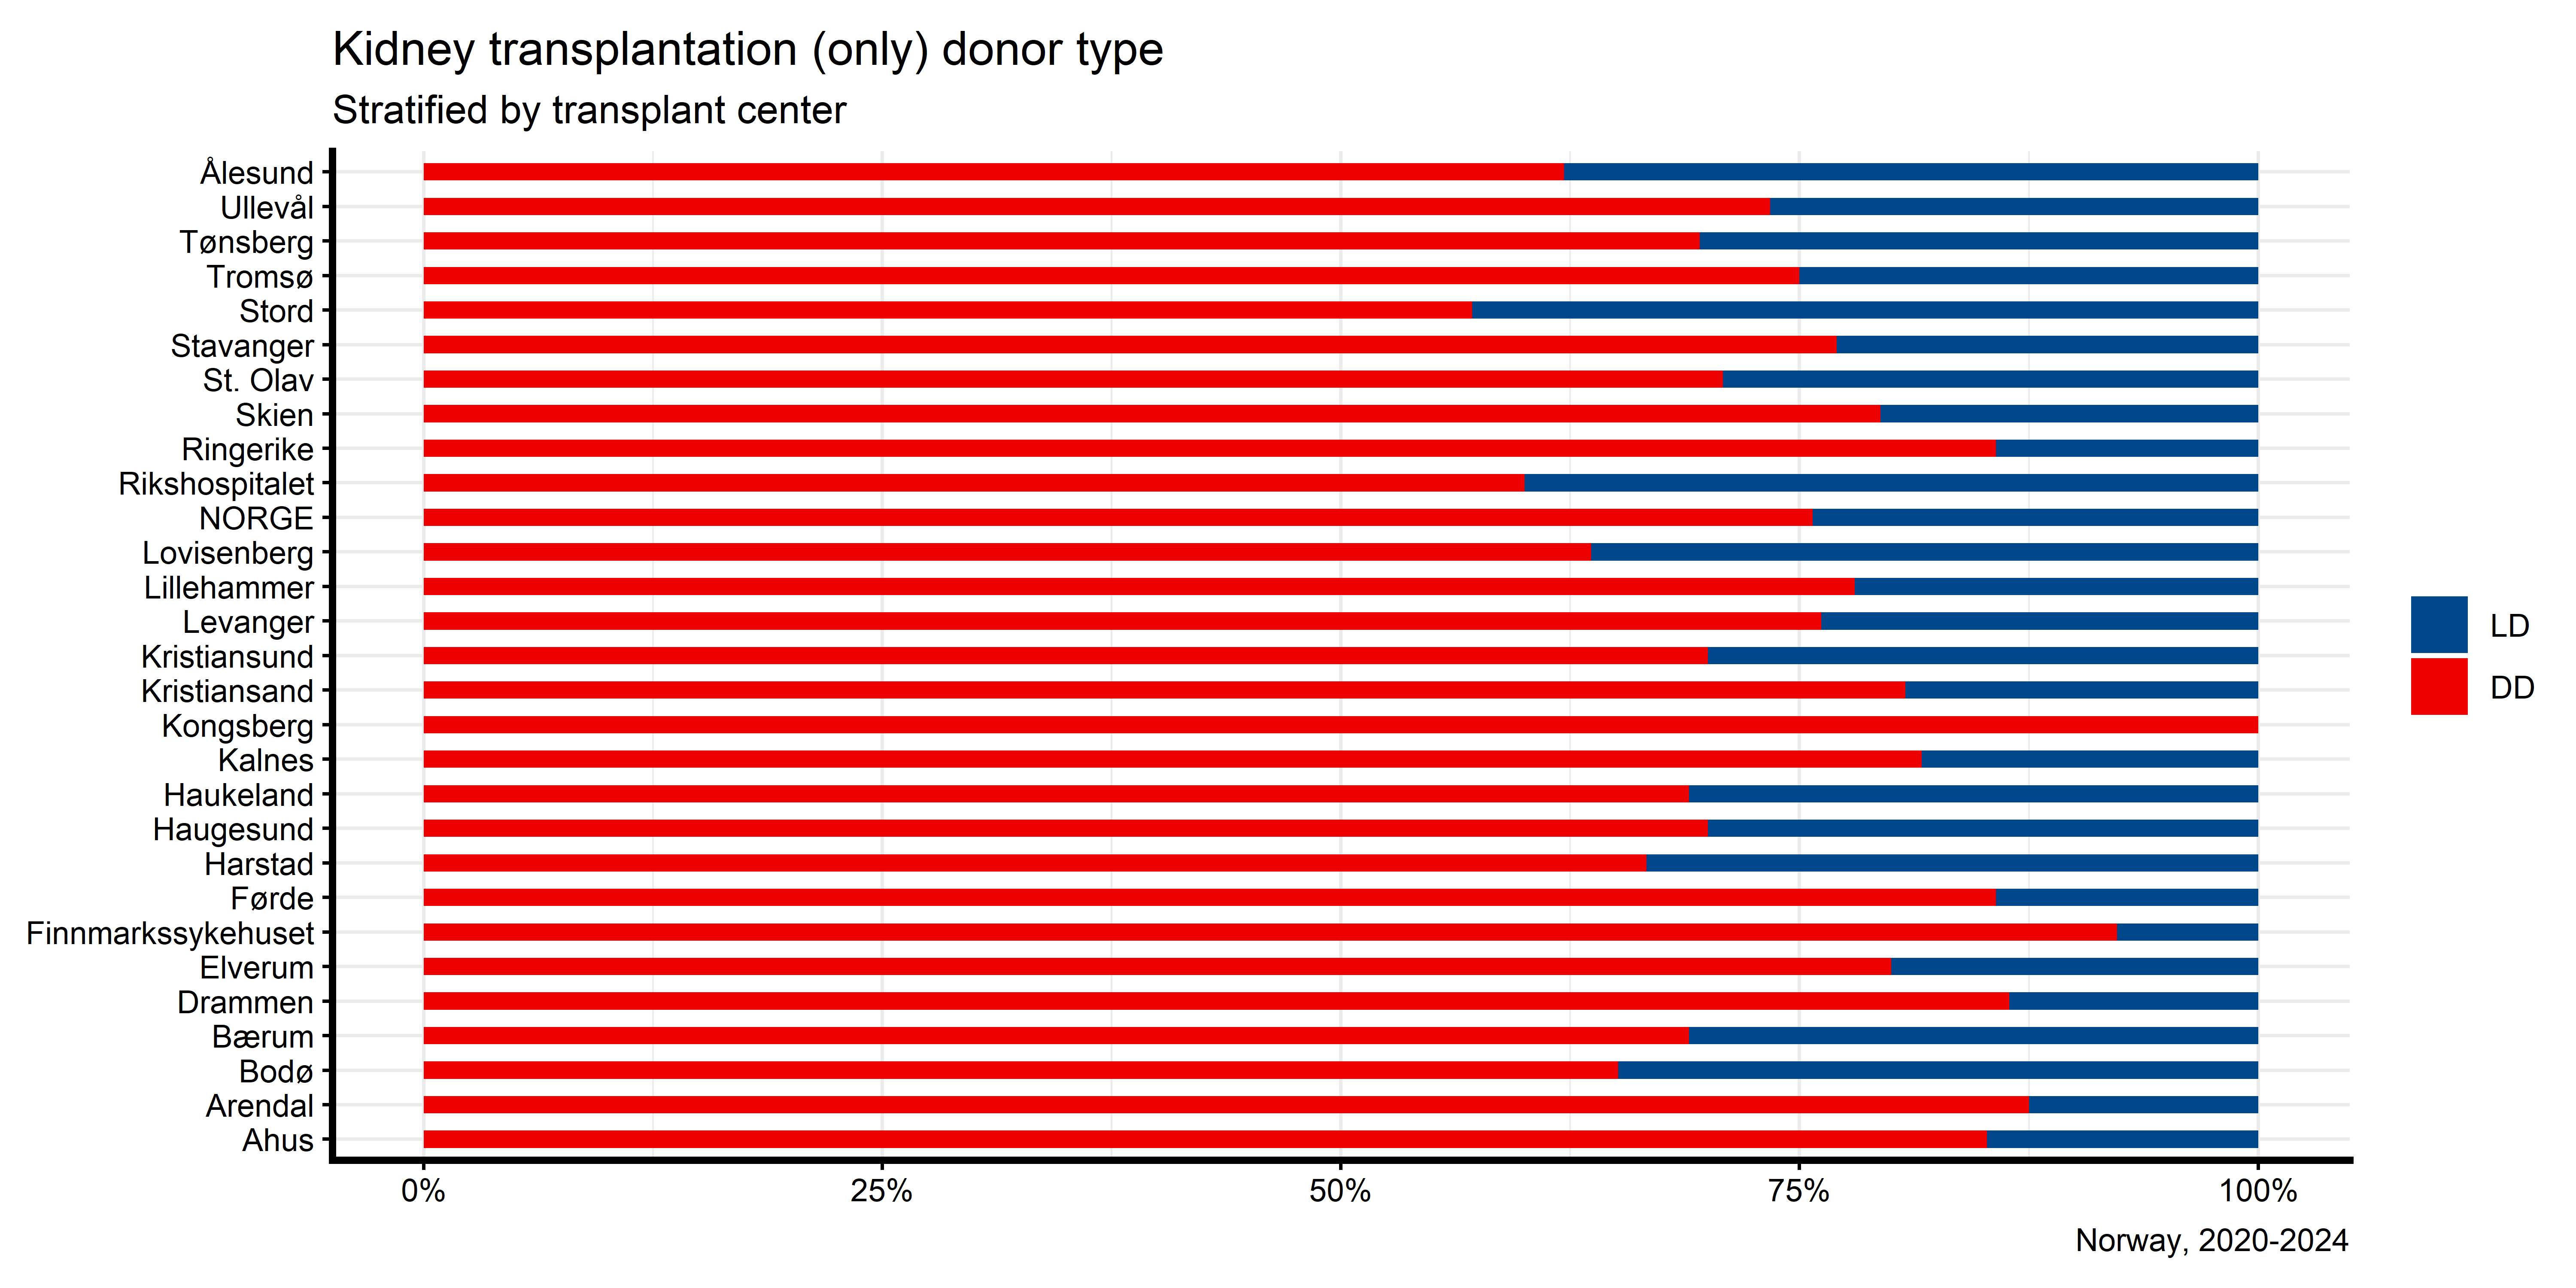 Kidney transplantation (only) donor type
Stratified by transplant center
Ålesund
Ullevål
Tønsberg
Tromsø
Stord
Stavanger
St. Olav
Skien
Ringerike
Rikshospitalet
NORGE
Lovisenberg
Lillehammer
Levanger
Kristiansund
Kristiansand
Kongsberg
Kalnes
Haukeland
Haugesund
Harstad
Førde
Finnmarkssykehuset
Elverum
Drammen
Bærum
Bodø
Arendal
Ahus
0% 25% 50% 75% 100%
Norway, 2020-2024
LD
DD